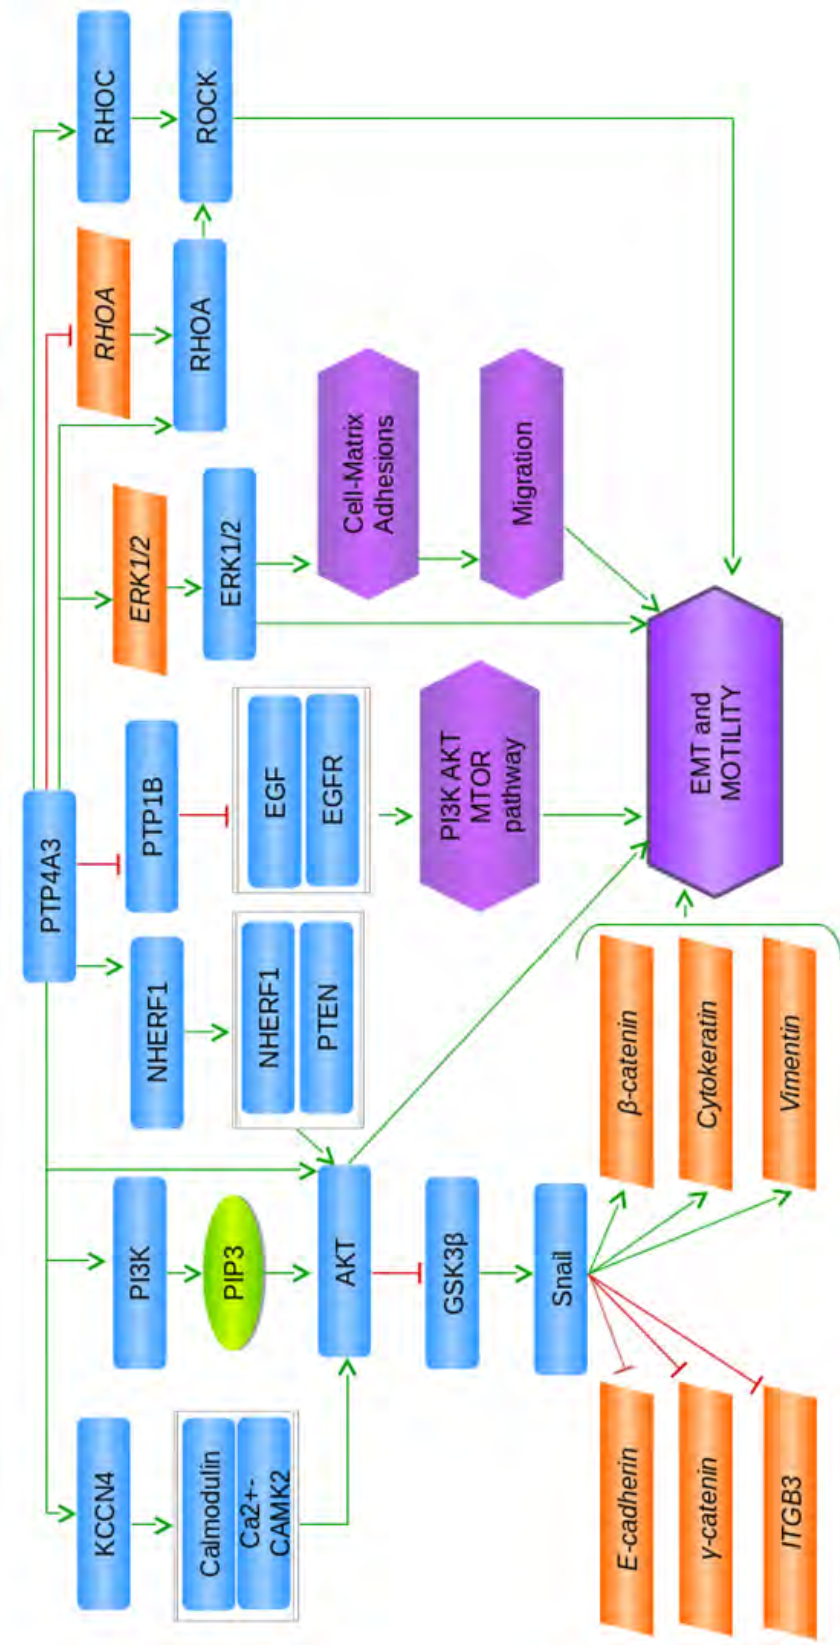 PTP4A3
KCCN4
Calmodulin
Ca2+-
CAMK2
PI3K
PIP3
AKT
GSK3β
Snail
NHERF1
NHERF1
PTEN
PTP1B
EGF
EGFR
PI3K AKT
MTOR
pathway
ERK1/2
ERK1/2
Cell-Matrix
Adhesions
Migration
RHOA
RHOA
RHOC
ROCK
E-cadherin
γ-catenin
ITGB3
β-catenin
Cytokeratin
Vimentin
EMT and
MOTILITY